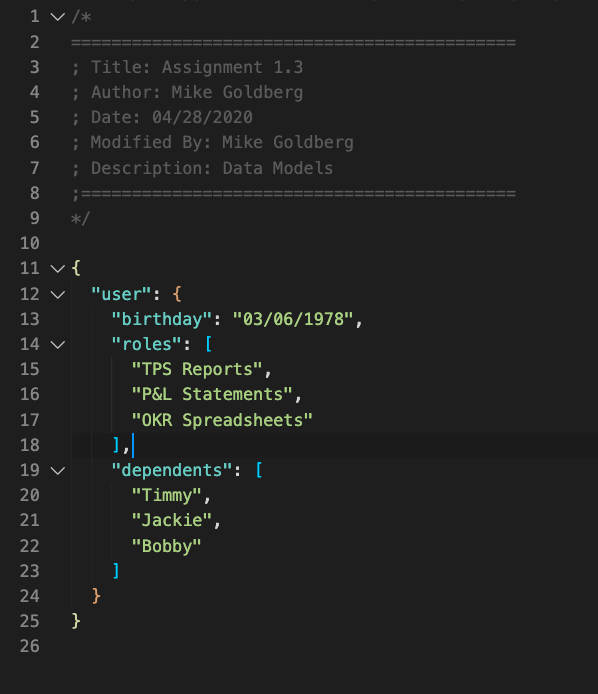 1 /*
2 ============================================
3 ; Title: Assignment 1.3
4 ; Author: Mike Goldberg
5 ; Date: 04/28/2020
6 ; Modified By: Mike Goldberg
7 ; Description: Data Models
8 ;===========================================
9 */
10
11 {
12   "user": {
13     "birthday": "03/06/1978",
14     "roles": [
15       "TPS Reports",
16       "P&L Statements",
17       "OKR Spreadsheets"
18     ],
19     "dependents": [
20       "Timmy",
21       "Jackie",
22       "Bobby"
23     ]
24   }
25 }
26